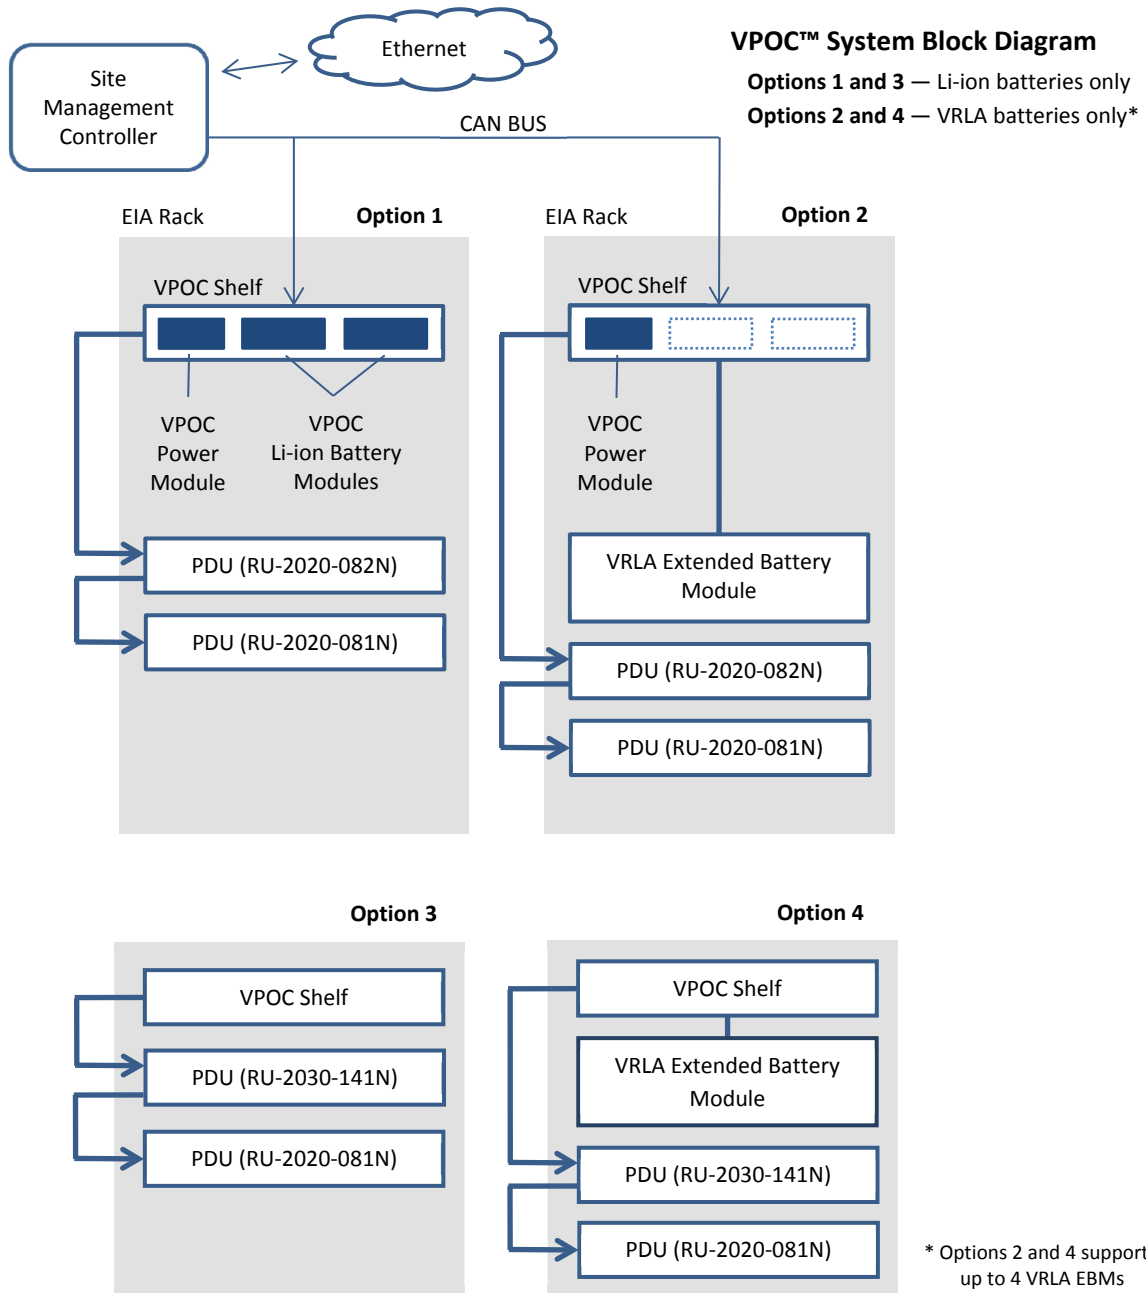 Ethernet
VPOC™ System Block Diagram
Options 1 and 3 — Li-ion batteries only
Options 2 and 4 — VRLA batteries only*
Site
Management
Controller
CAN BUS
EIA Rack
Option 1
VPOC Shelf
VPOC
Power
Module
VPOC
Li-ion Battery
Modules
PDU (RU-2020-082N)
PDU (RU-2020-081N)
EIA Rack
Option 2
VPOC Shelf
VPOC
Power
Module
VRLA Extended Battery
Module
PDU (RU-2020-082N)
PDU (RU-2020-081N)
Option 3
VPOC Shelf
PDU (RU-2030-141N)
PDU (RU-2020-081N)
Option 4
VPOC Shelf
VRLA Extended Battery
Module
PDU (RU-2030-141N)
PDU (RU-2020-081N)
* Options 2 and 4 support
up to 4 VRLA EBMs